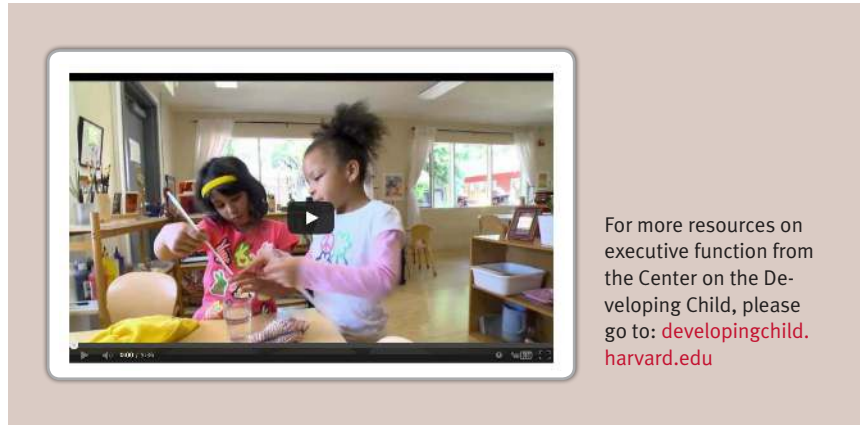 For more resources on
executive function from
the Center on the De-
veloping Child, please
go to: developingchild.
harvard.edu